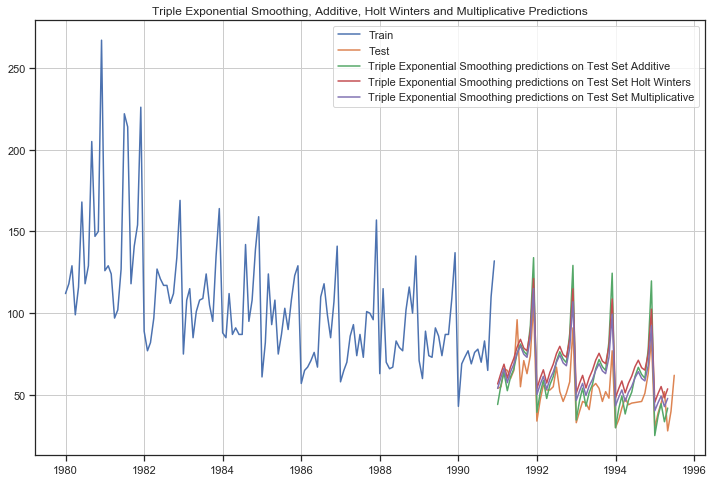 Triple Exponential Smoothing, Additive, Holt Winters and Multiplicative Predictions
Train
Test
Triple Exponential Smoothing predictions on Test Set Additive
Triple Exponential Smoothing predictions on Test Set Holt Winters
Triple Exponential Smoothing predictions on Test Set Multiplicative
250
200
150
100
50
1980 1982 1984 1986 1988 1990 1992 1994 1996